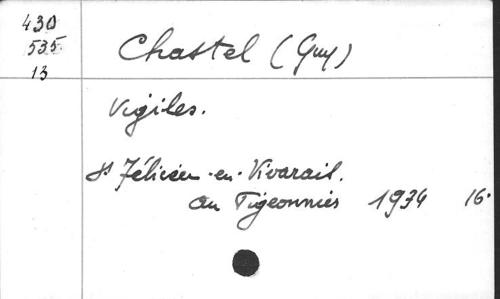 430
535
13
Chastel (Guy)
Vigiles.
St Félicien-en-Vivarais.
au Pigeonnier 1934 16°